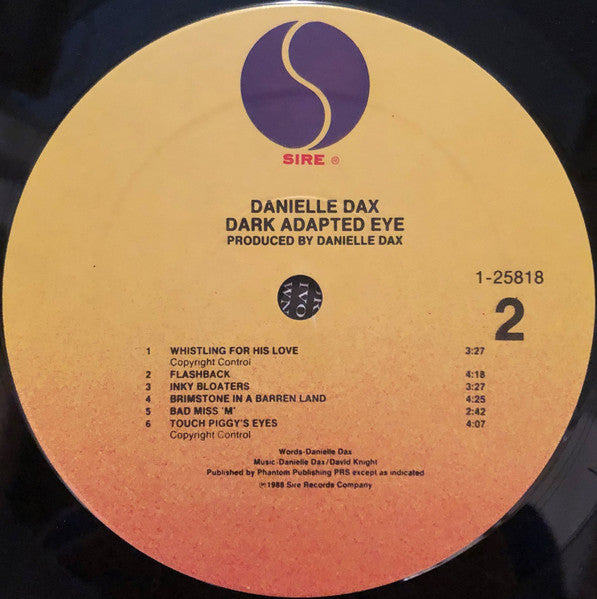 SIRE ®
DANIELLE DAX
DARK ADAPTED EYE
PRODUCED BY DANIELLE DAX
1-25818
2
1 WHISTLING FOR HIS LOVE 3:27
Copyright Control
2 FLASHBACK 4:18
3 INKY BLOATERS 3:27
4 BRIMSTONE IN A BARREN LAND 4:25
5 BAD MISS 'M' 2:42
6 TOUCH PIGGY'S EYES 4:07
Copyright Control
Words-Danielle Dax
Music-Danielle Dax/David Knight
Published by Phantom Publishing PRS except as indicated
℗1988 Sire Records Company